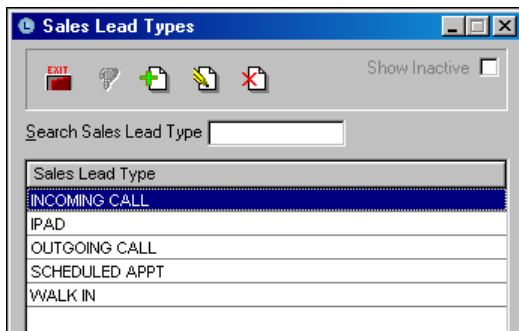 Sales Lead Types
EXIT
Show Inactive
Search Sales Lead Type
Sales Lead Type
INCOMING CALL
IPAD
OUTGOING CALL
SCHEDULED APPT
WALK IN